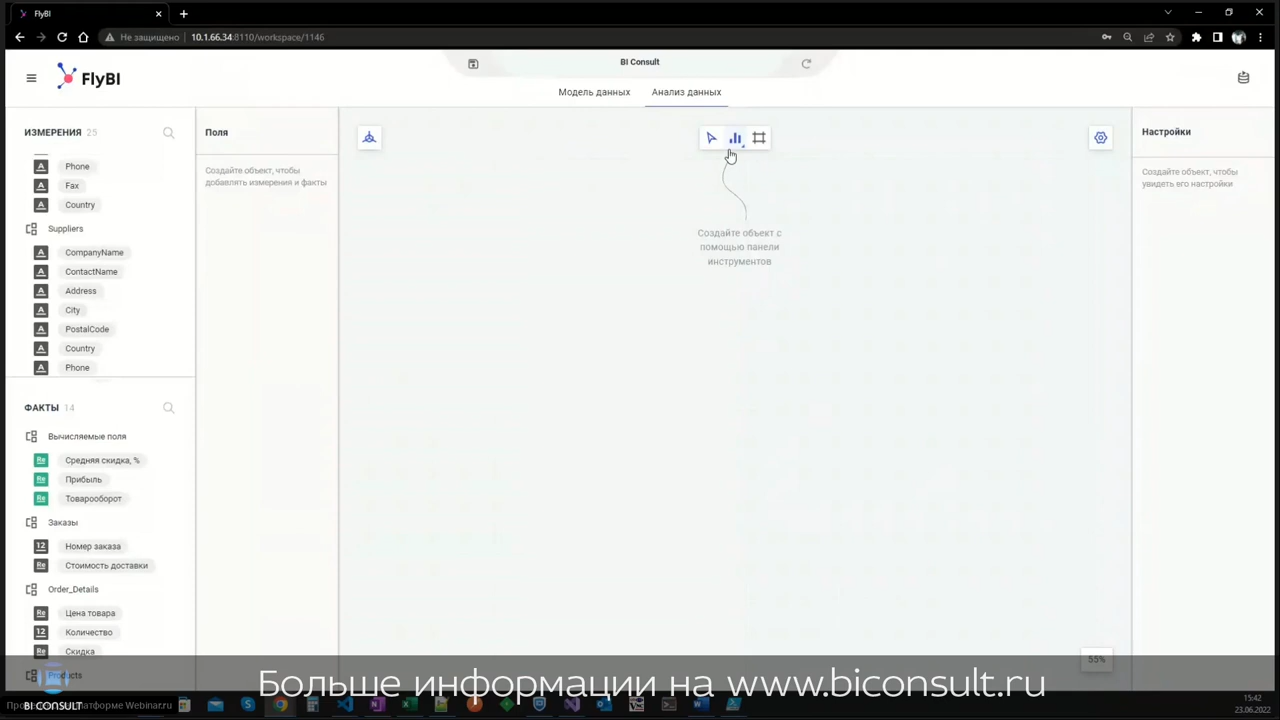 FlyBI
Не защищено
10.1.66.34:8110/workspace/1146
FlyBI
BI Consult
Модель данных
Анализ данных
ИЗМЕРЕНИЯ 25
Phone
Fax
Country
Suppliers
CompanyName
ContactName
Address
City
PostalCode
Country
Phone
ФАКТЫ 14
Вычисляемые поля
Средняя скидка, %
Прибыль
Товарооборот
Заказы
Номер заказа
Стоимость доставки
Order_Details
Цена товара
Количество
Скидка
Products
Поля
Создайте объект, чтобы
добавлять измерения и факты
Создайте объект с
помощью панели
инструментов
Настройки
Создайте объект, чтобы
увидеть его настройки
55%
Больше информации на www.biconsult.ru
BI CONSULT
платформе Webinar.ru
15:42
23.06.2022